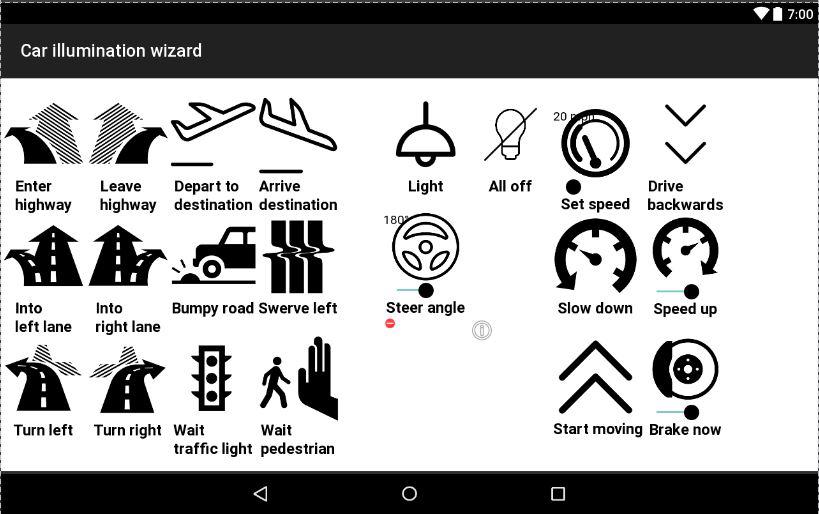 7:00
Car illumination wizard
20 mph
Enter
highway
Leave
highway
Depart to
destination
Arrive
destination
Light
All off
Set speed
Drive
backwards
180°
Into
left lane
Into
right lane
Bumpy road
Swerve left
Steer angle
Slow down
Speed up
Turn left
Turn right
Wait
traffic light
Wait
pedestrian
Start moving
Brake now